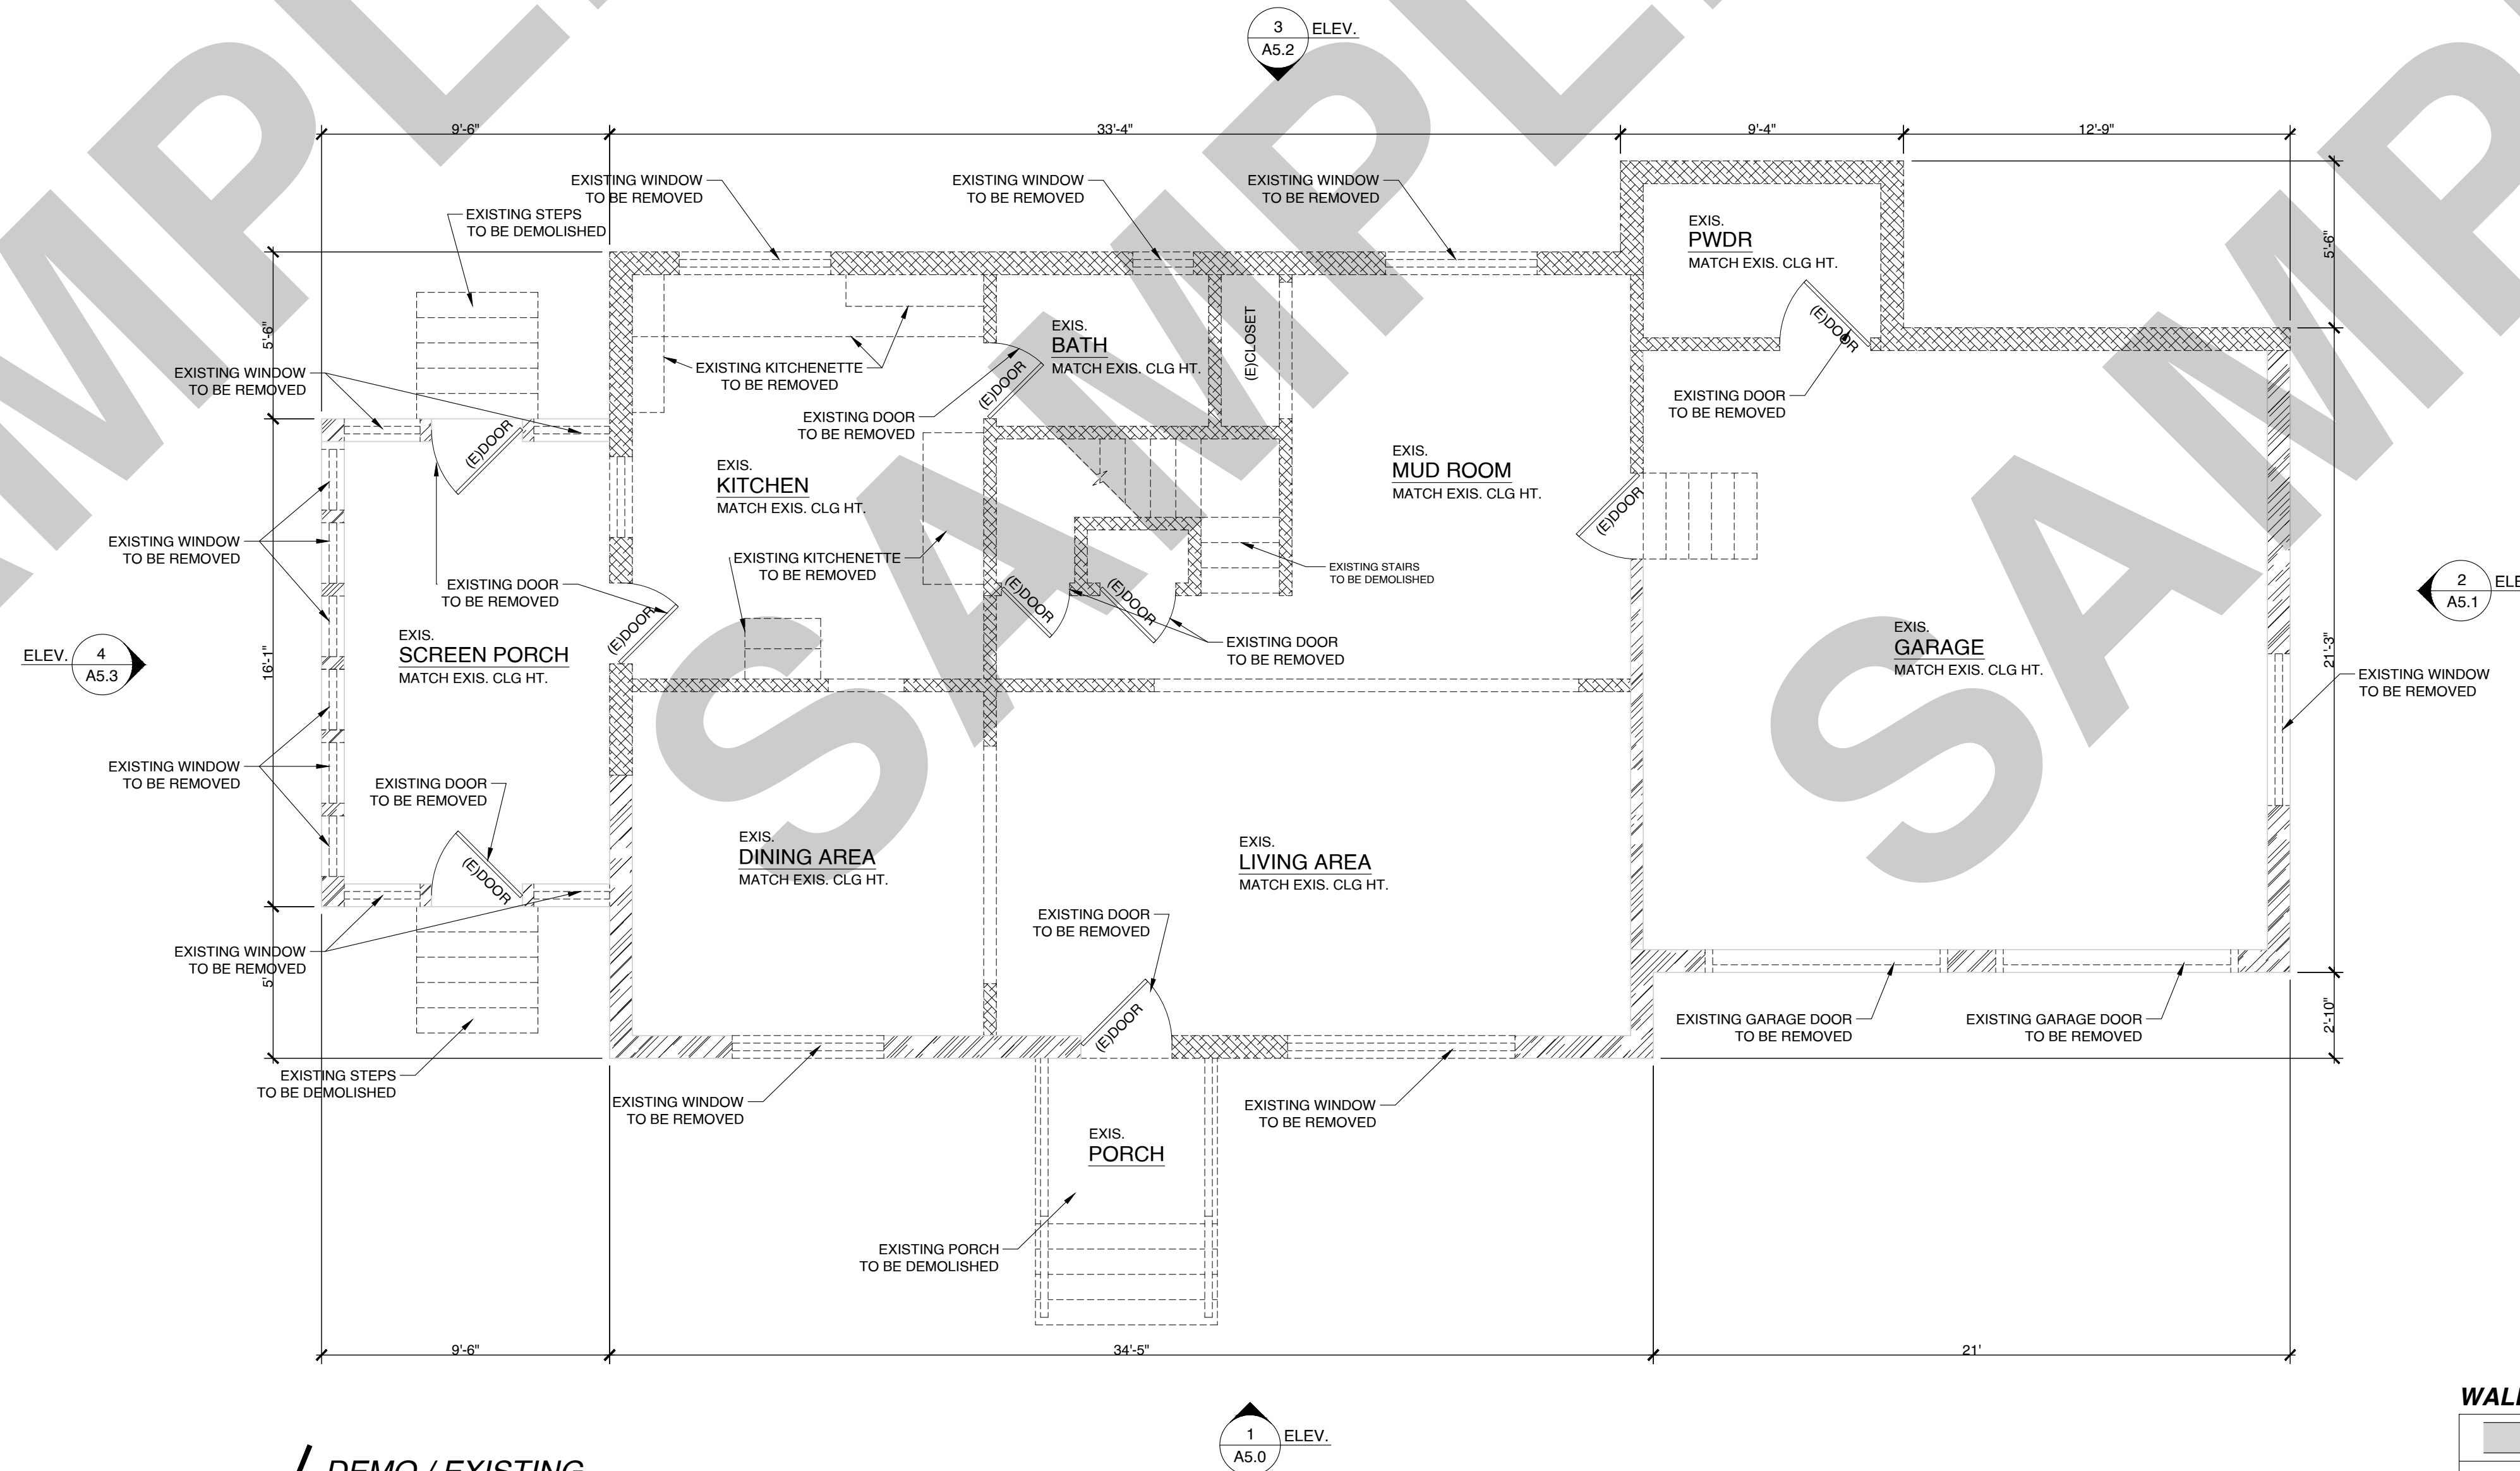 3 ELEV.
A5.2
9'-6"
33'-4"
9'-4"
12'-9"
EXISTING WINDOW
TO BE REMOVED
EXISTING WINDOW
TO BE REMOVED
EXISTING WINDOW
TO BE REMOVED
EXISTING STEPS
TO BE DEMOLISHED
EXIS.
PWDR
MATCH EXIS. CLG HT.
5'-6"
(E)DOOR
5'-6"
EXISTING WINDOW
TO BE REMOVED
EXISTING KITCHENETTE
TO BE REMOVED
EXIS.
BATH
MATCH EXIS. CLG HT.
(E)CLOSET
(E)DOOR
EXISTING DOOR
TO BE REMOVED
EXISTING DOOR
TO BE REMOVED
(E)DOOR
EXIS.
KITCHEN
MATCH EXIS. CLG HT.
EXIS.
MUD ROOM
MATCH EXIS. CLG HT.
(E)DOOR
EXISTING WINDOW
TO BE REMOVED
EXISTING KITCHENETTE
TO BE REMOVED
EXISTING STAIRS
TO BE DEMOLISHED
EXISTING DOOR
TO BE REMOVED
(E)DOOR
(E)DOOR
(E)DOOR
EXISTING DOOR
TO BE REMOVED
2
A5.1
ELEV. 4
A5.3
16'-1"
EXIS.
SCREEN PORCH
MATCH EXIS. CLG HT.
EXIS.
GARAGE
MATCH EXIS. CLG HT.
21'-3"
EXISTING WINDOW
TO BE REMOVED
EXISTING WINDOW
TO BE REMOVED
EXISTING DOOR
TO BE REMOVED
(E)DOOR
EXIS.
DINING AREA
MATCH EXIS. CLG HT.
EXIS.
LIVING AREA
MATCH EXIS. CLG HT.
EXISTING DOOR
TO BE REMOVED
(E)DOOR
EXISTING WINDOW
TO BE REMOVED
5'
EXISTING GARAGE DOOR
TO BE REMOVED
EXISTING GARAGE DOOR
TO BE REMOVED
2'-10"
EXISTING STEPS
TO BE DEMOLISHED
EXISTING WINDOW
TO BE REMOVED
EXISTING WINDOW
TO BE REMOVED
EXIS.
PORCH
EXISTING PORCH
TO BE DEMOLISHED
9'-6"
34'-5"
21'
1 ELEV.
A5.0
DEMO / EXISTING
SAMPLE